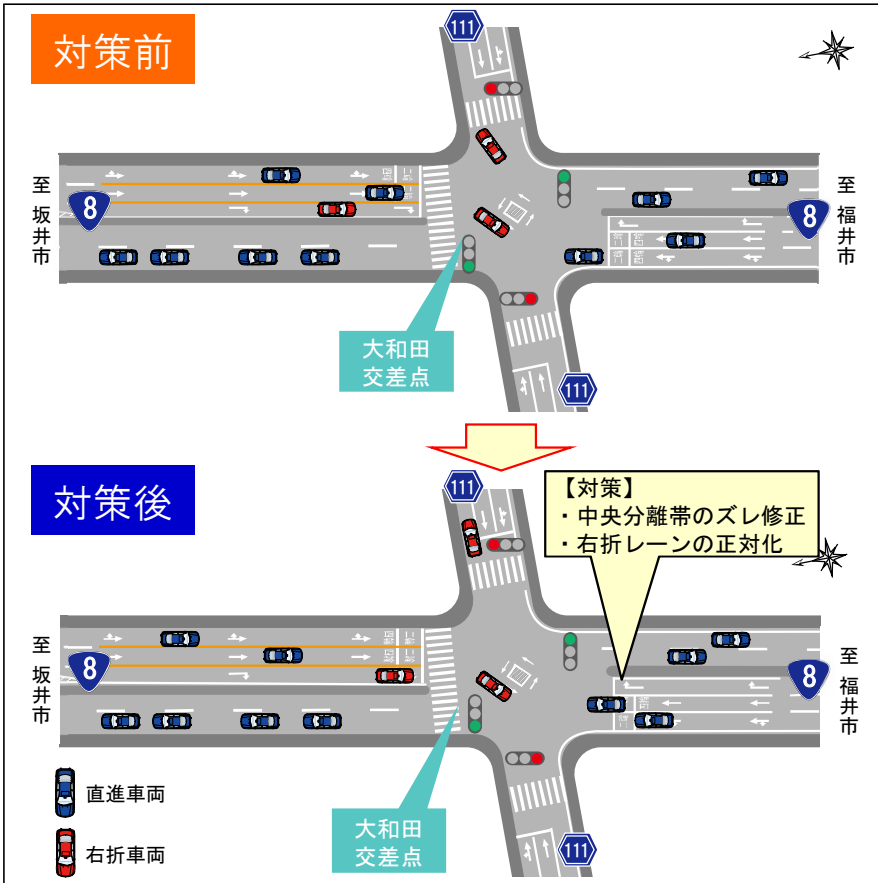 対策前
111
至 坂井市
8
8
至 福井市
大和田
交差点
111
対策後
111
【対策】
・中央分離帯のズレ修正
・右折レーンの正対化
至 坂井市
8
8
至 福井市
直進車両
右折車両
大和田
交差点
111